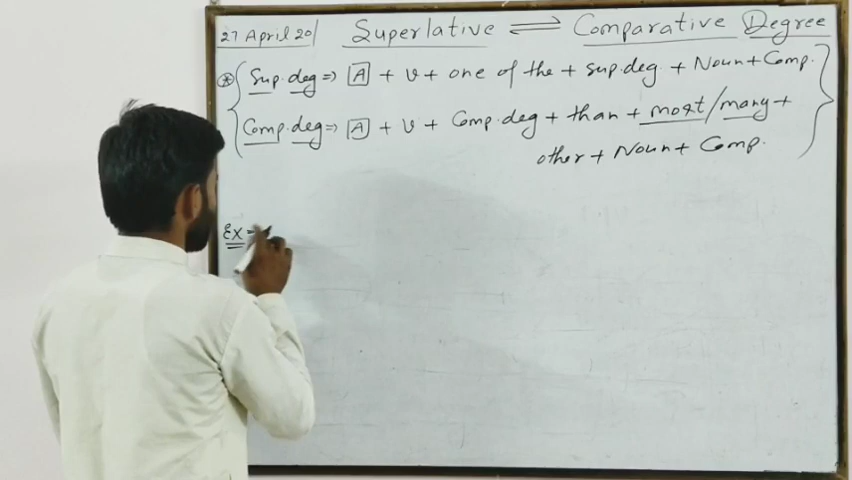 27 April 20 Superlative ⇌ Comparative Degree
⊛ { Sup. deg ⇒ [A] + v + one of the + sup. deg. + Noun + Comp. }
Comp. deg ⇒ [A] + v + Comp. deg + than + most/many +
other + Noun + Comp.
Ex